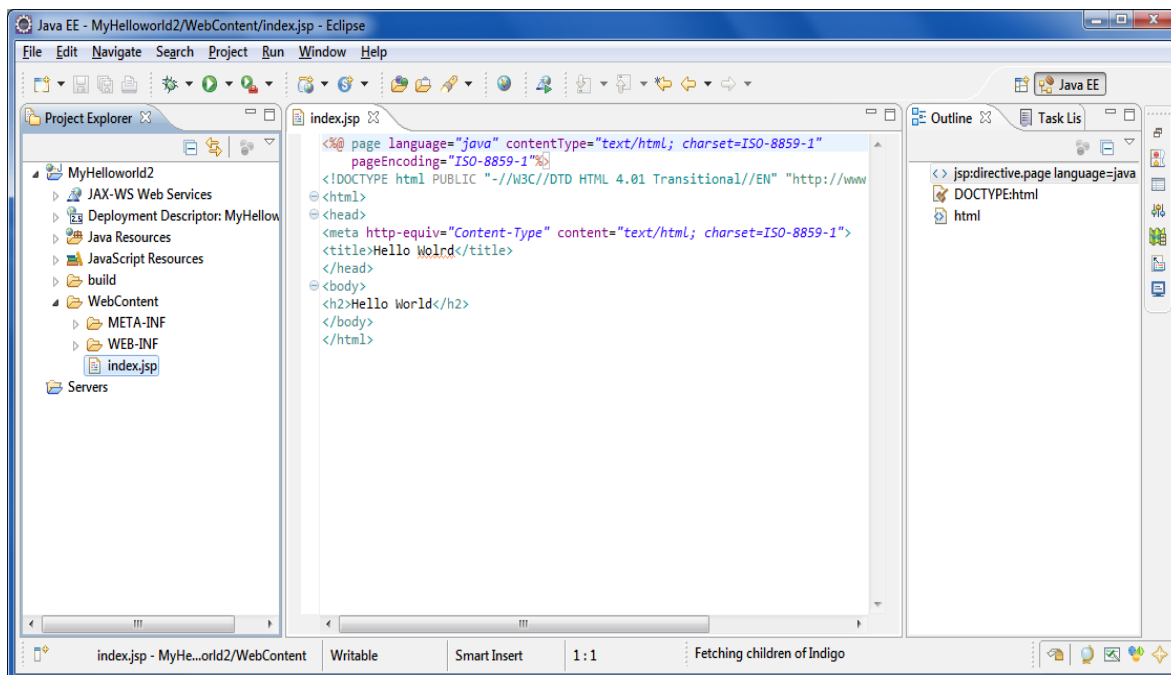 Java EE - MyHelloworld2/WebContent/index.jsp - Eclipse
File Edit Navigate Search Project Run Window Help
Java EE
Project Explorer
index.jsp
Outline
Task Lis
MyHelloworld2
JAX-WS Web Services
2.5
Deployment Descriptor: MyHellow
Java Resources
JavaScript Resources
build
WebContent
META-INF
WEB-INF
index.jsp
Servers
<%@ page language="java" contentType="text/html; charset=ISO-8859-1"
pageEncoding="ISO-8859-1"%>
<!DOCTYPE html PUBLIC "-//W3C//DTD HTML 4.01 Transitional//EN" "http://www
<html>
<head>
<meta http-equiv="Content-Type" content="text/html; charset=ISO-8859-1">
<title>Hello Wolrd</title>
</head>
<body>
<h2>Hello World</h2>
</body>
</html>
jsp:directive.page language=java
DOCTYPE:html
html
index.jsp - MyHe...orld2/WebContent
Writable
Smart Insert
1 : 1
Fetching children of Indigo